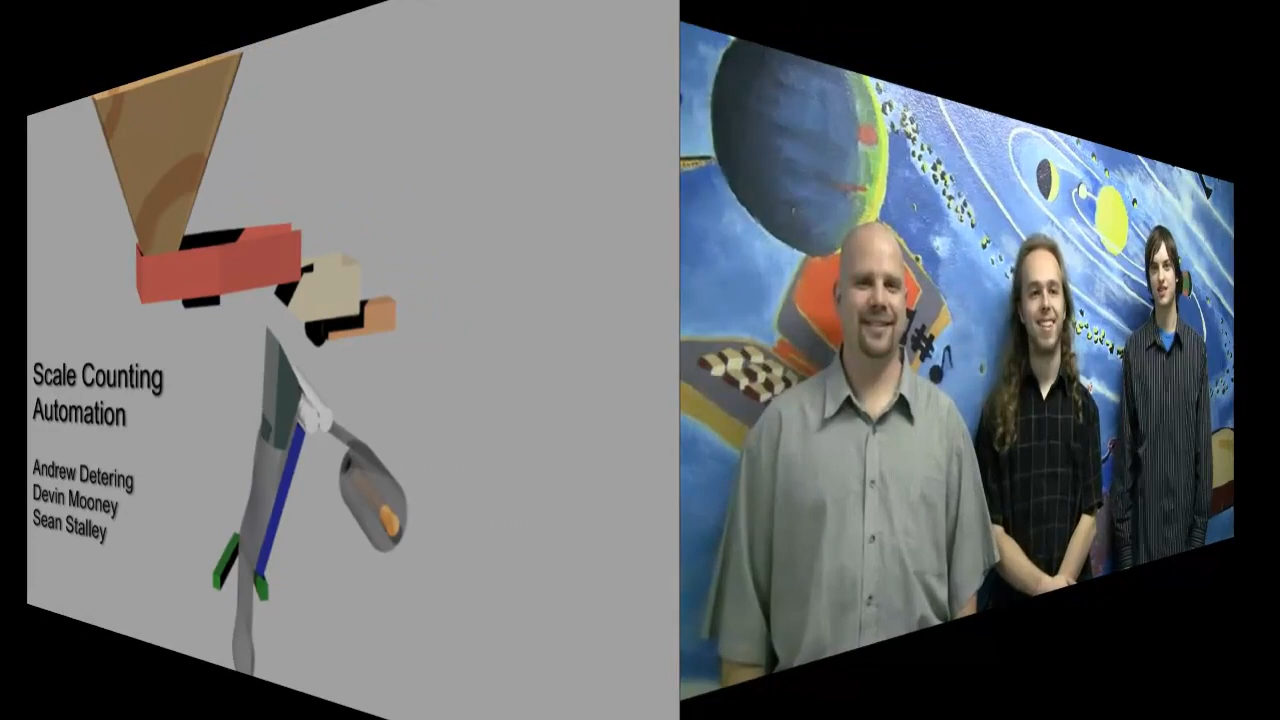 Scale Counting
Automation
Andrew Detering
Devin Mooney
Sean Stalley